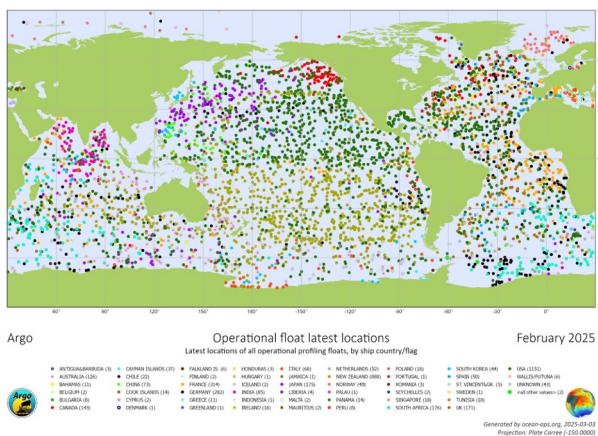 60° 90° 120° 150° 180° -150° -120° -90° -60° -30° 0°
Argo Operational float latest locations February 2025
Latest locations of all operational profiling floats, by ship country/flag
ANTIGUA&BARBUDA (3) CAYMAN ISLANDS (37) FALKLAND IS. (6) HONDURAS (3) ITALY (68) NETHERLANDS (52) POLAND (18) SOUTH KOREA (44) USA (1151)
AUSTRALIA (126) CHILE (22) FINLAND (2) HUNGARY (1) JAMAICA (1) NEW ZEALAND (888) PORTUGAL (1) SPAIN (50) WALLIS/FUTUNA (6)
BAHAMAS (11) CHINA (73) FRANCE (314) ICELAND (2) JAPAN (175) NORWAY (49) ROMANIA (3) ST VINCENT&GR. (5) UNKNOWN (43)
BELGIUM (2) COOK ISLANDS (14) GERMANY (282) INDIA (85) LIBERIA (4) PALAU (1) SEYCHELLES (2) SWEDEN (1) <all other values> (2)
BULGARIA (8) CYPRUS (2) GREECE (11) INDONESIA (1) MALTA (2) PANAMA (14) SINGAPORE (18) TUNISIA (18)
CANADA (143) DENMARK (1) GREENLAND (1) IRELAND (16) MAURITIUS (2) PERU (8) SOUTH AFRICA (176) UK (171)
Argo
Generated by ocean-ops.org, 2025-03-03
Projection: Plate Carree (-150.0000)